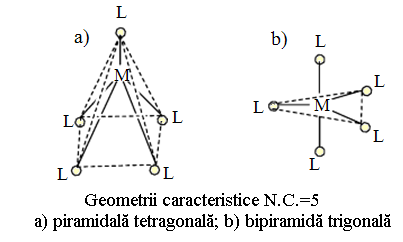 L
a)
b)
L
M
M
L
L
L
L
L
L
L
L
Geometrii caracteristice N.C.=5
a) piramidală tetragonală; b) bipiramidă trigonală